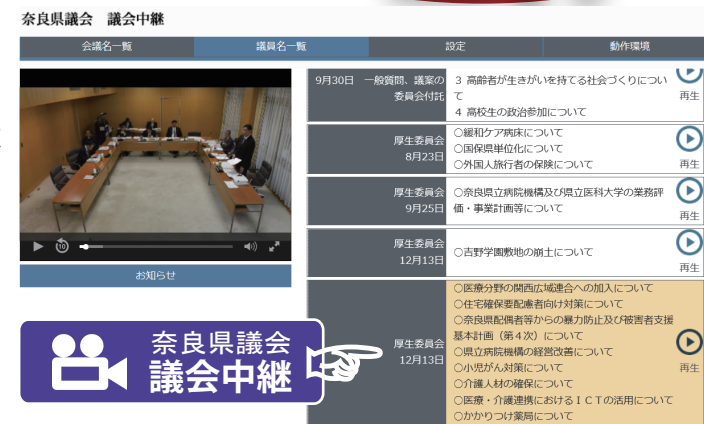 奈良県議会 議会中継
会議名一覧
議員名一覧
設定
動作環境
お知らせ
奈良県議会
議会中継
9月30日 一般質問、議案の
委員会付託
3 高齢者が生きがいを持てる社会づくりについ
て
4 高校生の政治参加について
再生
厚生委員会
8月23日
○緩和ケア病床について
○国保県単位化について
○外国人旅行者の保険について
再生
厚生委員会
9月25日
○奈良県立病院機構及び県立医科大学の業務評
価・事業計画等について
再生
厚生委員会
12月13日
○吉野学園敷地の崩土について
再生
厚生委員会
12月13日
○医療分野の関西広域連合への加入について
○住宅確保要配慮者向け対策について
○奈良県配偶者等からの暴力防止及び被害者支援
基本計画（第４次）について
○県立病院機構の経営改善について
○小児がん対策について
○介護人材の確保について
○医療・介護連携におけるＩＣＴの活用について
○かかりつけ薬局について
再生